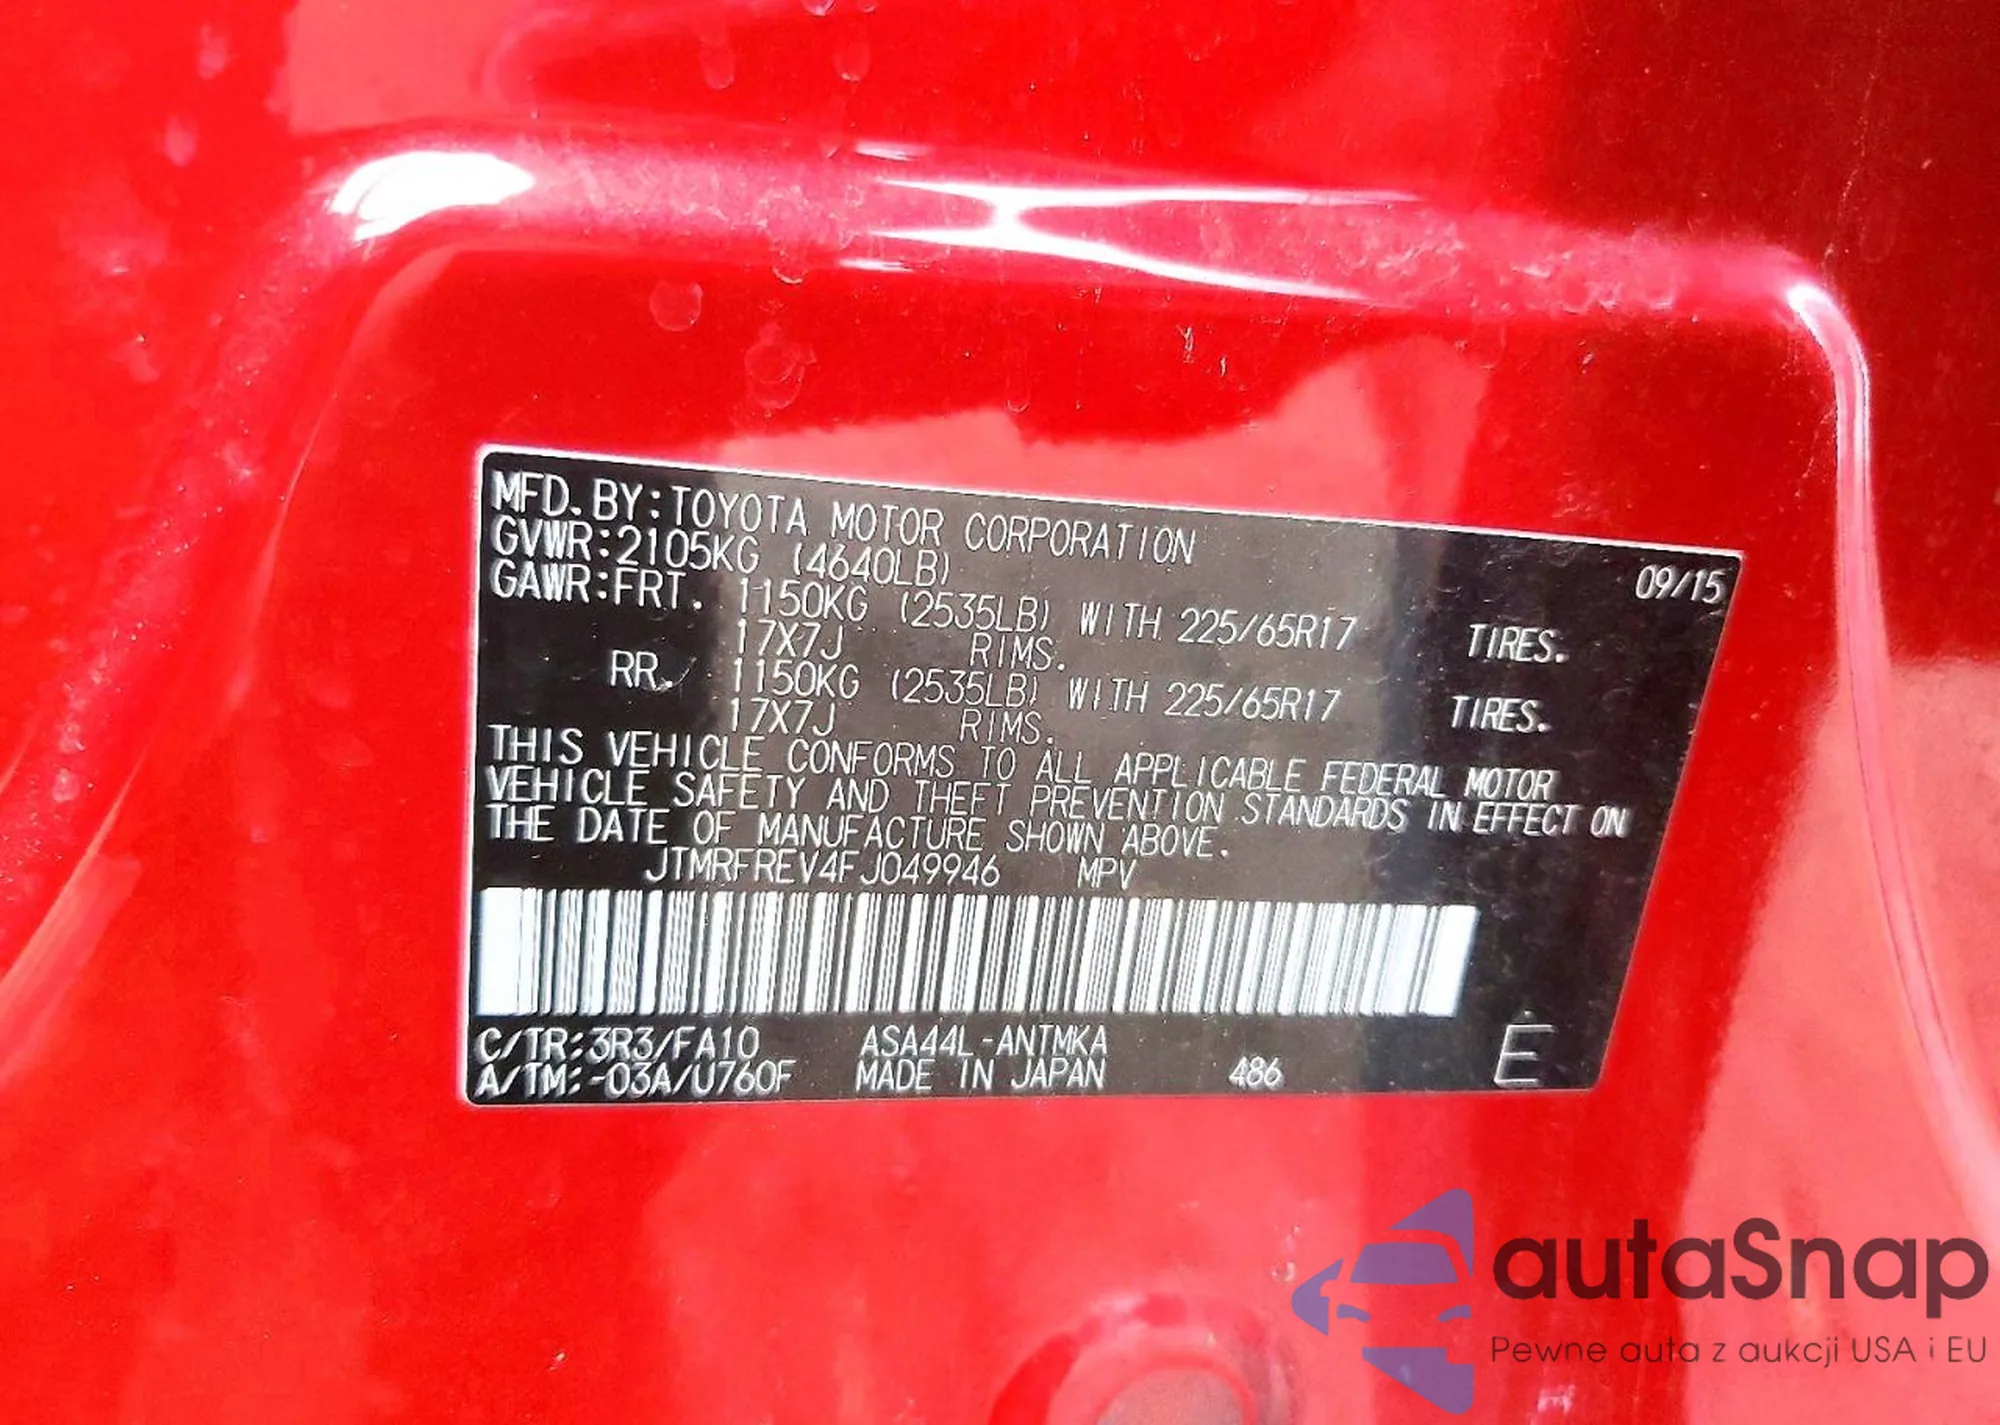 MFD. BY: TOYOTA MOTOR CORPORATION 09/15
GVWR: 2105KG (4640LB)
GAWR: FRT. 1150KG (2535LB) WITH 225/65R17 TIRES.
17X7J RIMS.
RR. 1150KG (2535LB) WITH 225/65R17 TIRES.
17X7J RIMS.
THIS VEHICLE CONFORMS TO ALL APPLICABLE FEDERAL MOTOR
VEHICLE SAFETY AND THEFT PREVENTION STANDARDS IN EFFECT ON
THE DATE OF MANUFACTURE SHOWN ABOVE.
JTMRFREV4FJ049946 MPV
C/TR: 3R3/FA10 ASA44L-ANTMKA
A/TM: -03A/U760F MADE IN JAPAN 486 E
autaSnap
Pewne auta z aukcji USA i EU